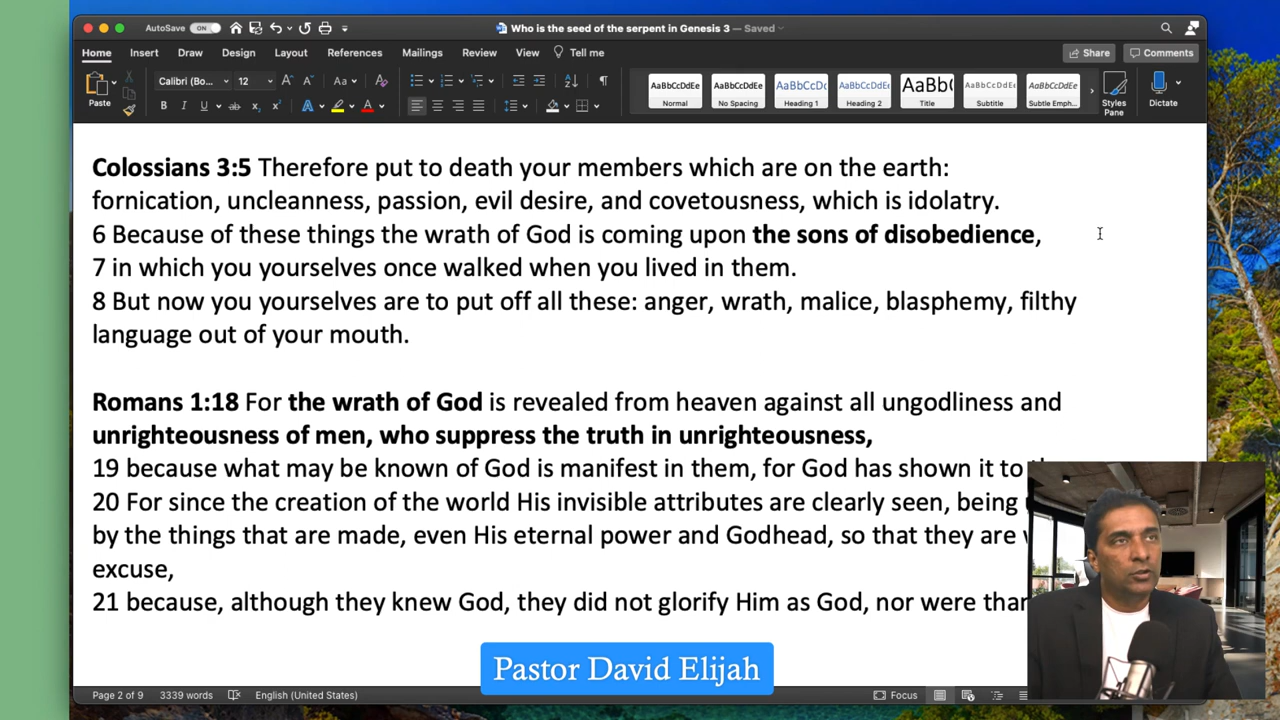 AutoSave ON Who is the seed of the serpent in Genesis 3 — Saved
Home Insert Draw Design Layout References Mailings Review View Tell me Share Comments
Paste Calibri (Bo... 12 Aa AaBbCcDdEe AaBbCcDdEe AaBbCcDc AaBbCcDdEe AaBbC AaBbCcDdEe AaBbCcDdEe
Normal No Spacing Heading 1 Heading 2 Title Subtitle Subtle Emph... Styles Pane Dictate
Colossians 3:5 Therefore put to death your members which are on the earth:
fornication, uncleanness, passion, evil desire, and covetousness, which is idolatry.
6 Because of these things the wrath of God is coming upon the sons of disobedience,
7 in which you yourselves once walked when you lived in them.
8 But now you yourselves are to put off all these: anger, wrath, malice, blasphemy, filthy
language out of your mouth.
Romans 1:18 For the wrath of God is revealed from heaven against all ungodliness and
unrighteousness of men, who suppress the truth in unrighteousness,
19 because what may be known of God is manifest in them, for God has shown it to
20 For since the creation of the world His invisible attributes are clearly seen, being
by the things that are made, even His eternal power and Godhead, so that they are
excuse,
21 because, although they knew God, they did not glorify Him as God, nor were
Pastor David Elijah
Page 2 of 9 3339 words English (United States) Focus